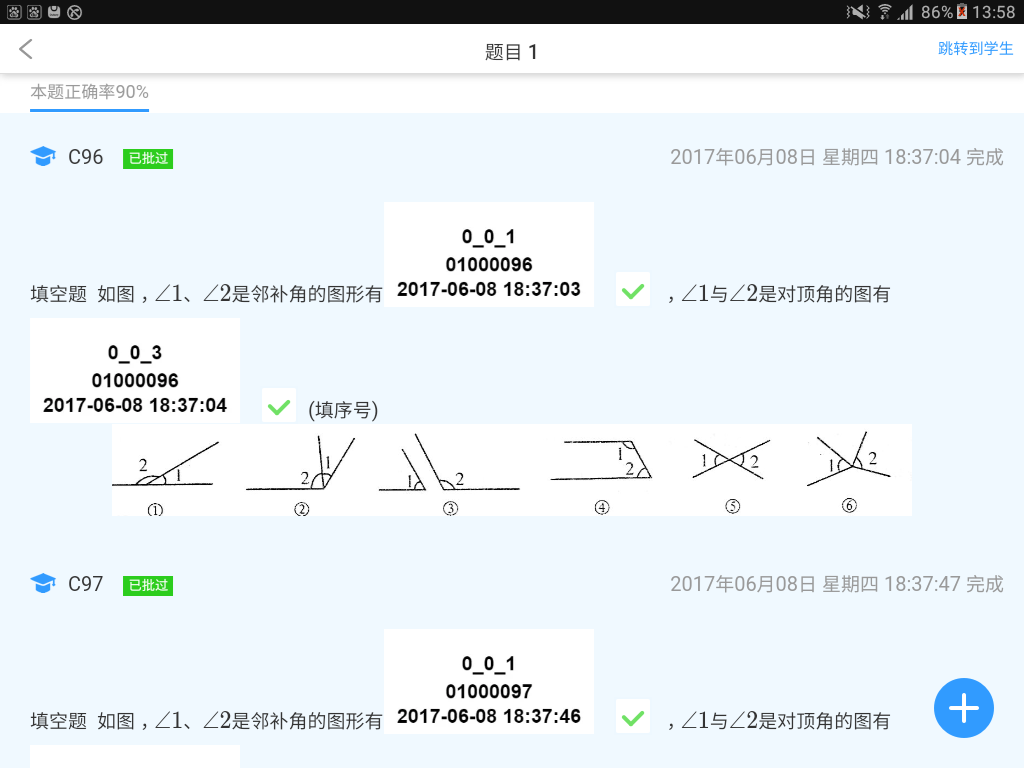 86% 13:58
题目 1
跳转到学生
本题正确率90%
C96 已批过 2017年06月08日 星期四 18:37:04 完成
0_0_1
01000096
2017-06-08 18:37:03
填空题 如图，∠1、∠2是邻补角的图形有 ，∠1与∠2是对顶角的图有
0_0_3
01000096
2017-06-08 18:37:04
(填序号)
2 1 2 1 1 2 1 2 1 2 1 2
① ② ③ ④ ⑤ ⑥
C97 已批过 2017年06月08日 星期四 18:37:47 完成
0_0_1
01000097
2017-06-08 18:37:46
填空题 如图，∠1、∠2是邻补角的图形有 ，∠1与∠2是对顶角的图有